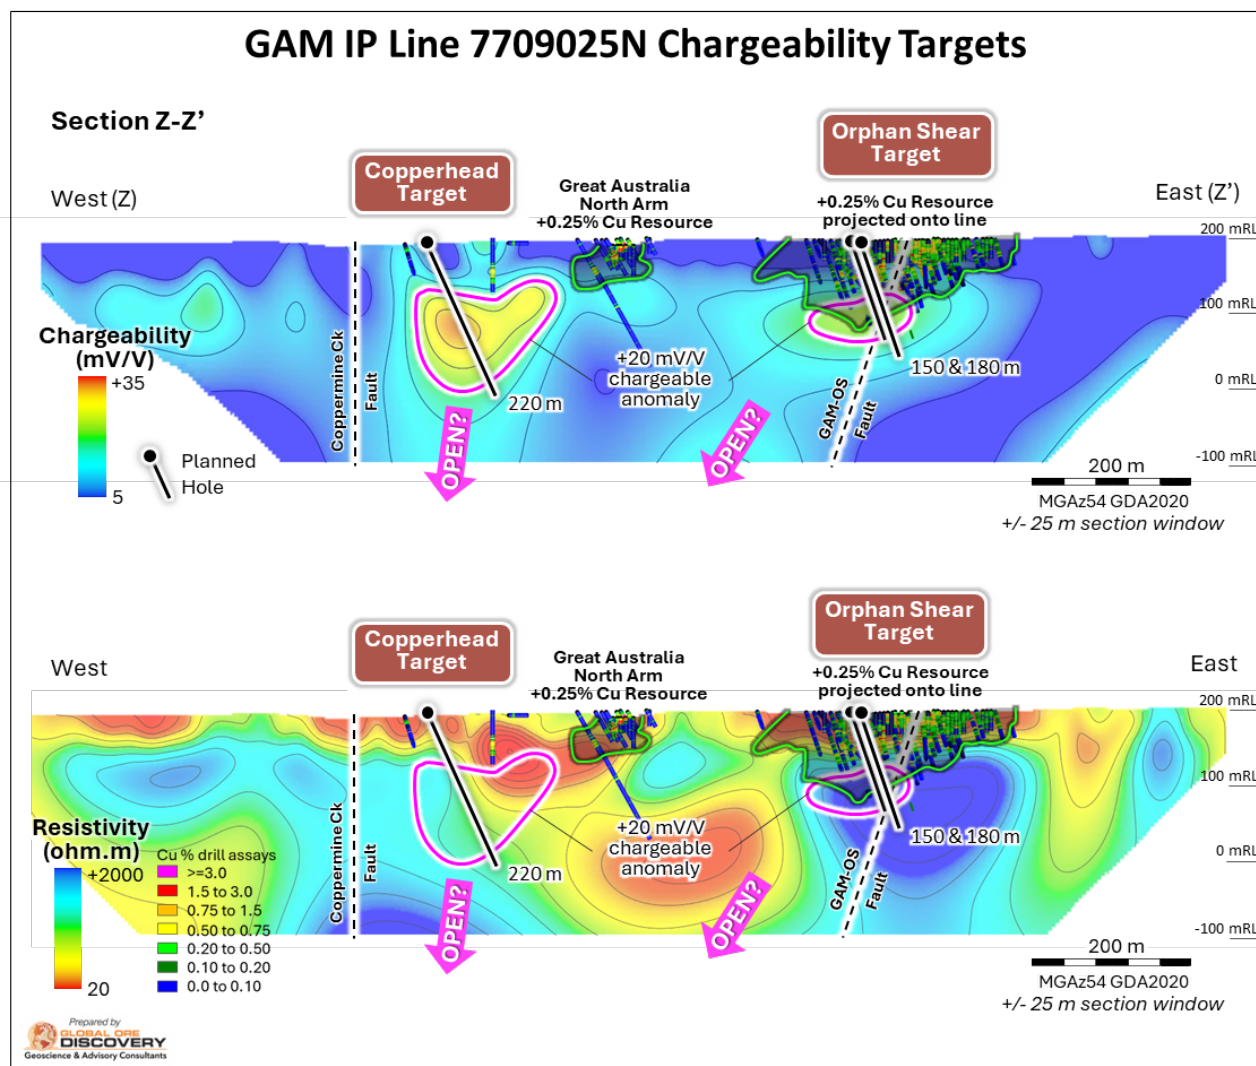 GAM IP Line 7709025N Chargeability Targets
Section Z-Z’
West (Z)
Copperhead
Target
Great Australia
North Arm
+0.25% Cu Resource
Orphan Shear
Target
+0.25% Cu Resource
projected onto line
East (Z’)
200 mRL
100 mRL
0 mRL
-100 mRL
Chargeability
(mV/V)
+35
5
Planned
Hole
Coppermine Ck
Fault
220 m
OPEN?
+20 mV/V
chargeable
anomaly
OPEN?
GAM-OS
Fault
150 & 180 m
200 m
MGAz54 GDA2020
+/- 25 m section window
West
Copperhead
Target
Great Australia
North Arm
+0.25% Cu Resource
Orphan Shear
Target
+0.25% Cu Resource
projected onto line
East
200 mRL
100 mRL
0 mRL
-100 mRL
Resistivity
(ohm.m)
+2000
20
Cu % drill assays
>=3.0
1.5 to 3.0
0.75 to 1.5
0.50 to 0.75
0.20 to 0.50
0.10 to 0.20
0.0 to 0.10
Coppermine Ck
Fault
220 m
OPEN?
+20 mV/V
chargeable
anomaly
OPEN?
GAM-OS
Fault
150 & 180 m
200 m
MGAz54 GDA2020
+/- 25 m section window
Prepared by
GLOBAL ORE
DISCOVERY
Geoscience & Advisory Consultants